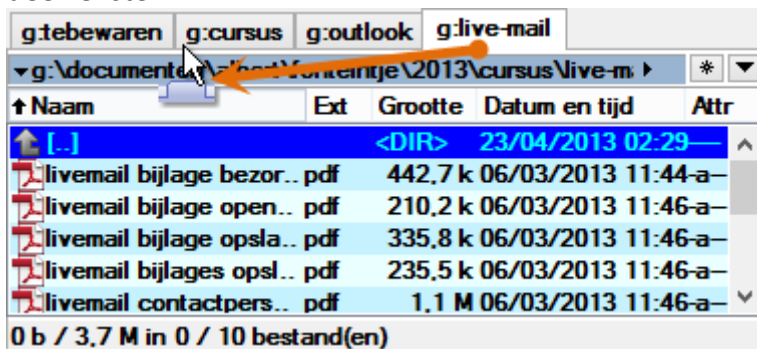 g:tebewaren g:cursus g:outlook g:live-mail
g:\documenten\albert\fonteintje\2013\cursus\live-m
Naam Ext Grootte Datum en tijd Attr
[..] <DIR> 23/04/2013 02:29—
livemail bijlage bezor.. pdf 442,7 k 06/03/2013 11:44 -a—
livemail bijlage open.. pdf 210,2 k 06/03/2013 11:46 -a—
livemail bijlage opsla.. pdf 335,8 k 06/03/2013 11:46 -a—
livemail bijlages opsl.. pdf 235,5 k 06/03/2013 11:46 -a—
livemail contactpers.. pdf 1,1 M 06/03/2013 11:46 -a—
0 b / 3,7 M in 0 / 10 bestand(en)